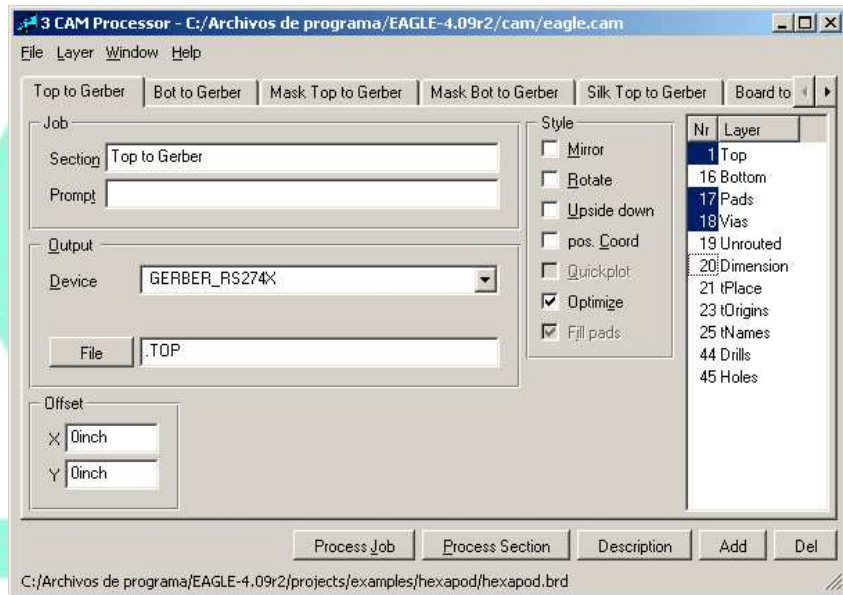 3 CAM Processor - C:/Archivos de programa/EAGLE-4.09r2/cam/eagle.cam
File Layer Window Help
Top to Gerber Bot to Gerber Mask Top to Gerber Mask Bot to Gerber Silk Top to Gerber Board to
Job
Section Top to Gerber
Prompt
Output
Device GERBER_RS274X
File .TOP
Offset
X 0inch
Y 0inch
Style
Mirror
Rotate
Upside down
pos. Coord
Quickplot
Optimize
Fill pads
Nr Layer
1 Top
16 Bottom
17 Pads
18 Vias
19 Unrouted
20 Dimension
21 tPlace
23 tOrigins
25 tNames
44 Drills
45 Holes
Process Job Process Section Description Add Del
C:/Archivos de programa/EAGLE-4.09r2/projects/examples/hexapod/hexapod.brd